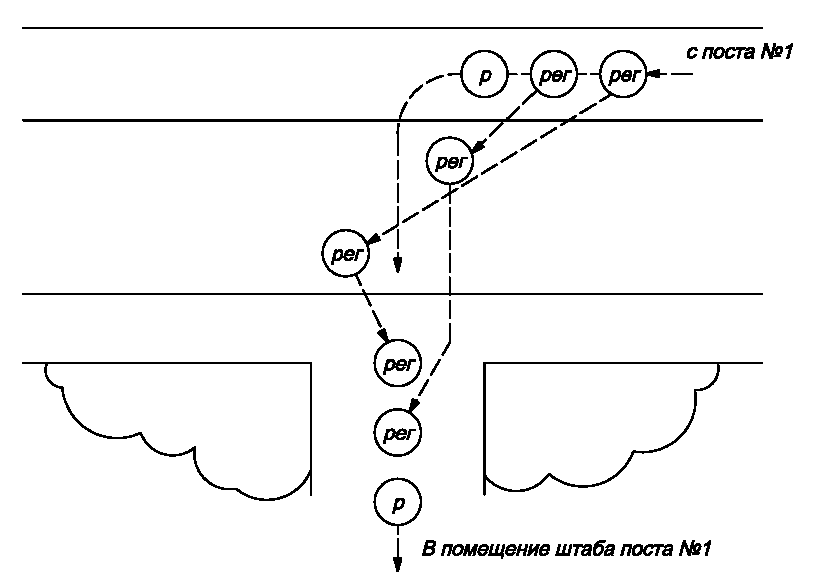 с поста №1
р
рег
рег
рег
рег
рег
рег
р
В помещение штаба поста №1